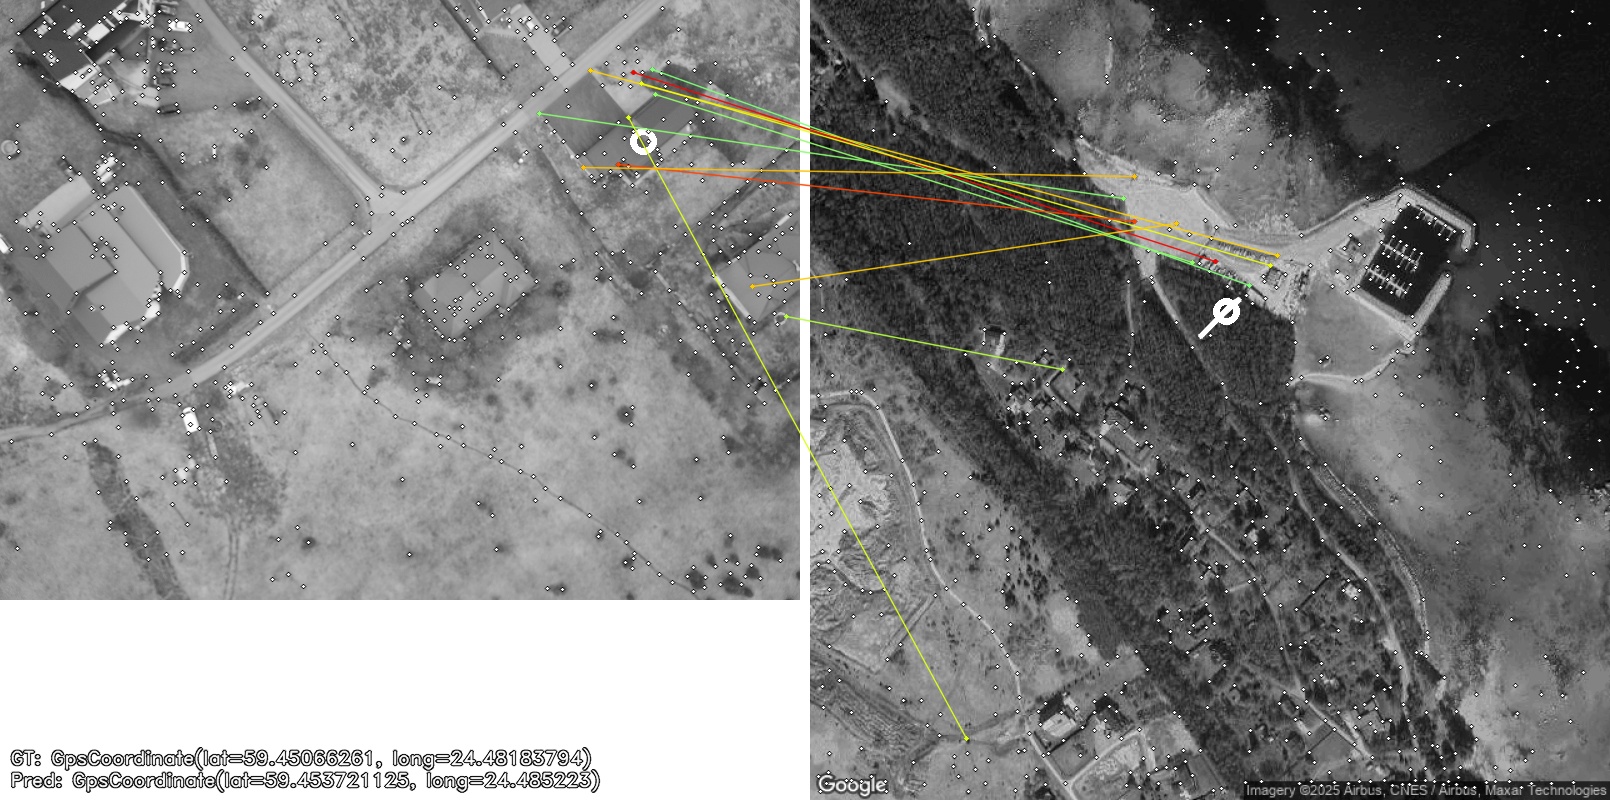 GT: GpsCoordinate(lat=59.45066261, long=24.48183794)
Pred: GpsCoordinate(lat=59.453721125, long=24.485223)
Google
Imagery ©2025 Airbus, CNES / Airbus, Maxar Technologies